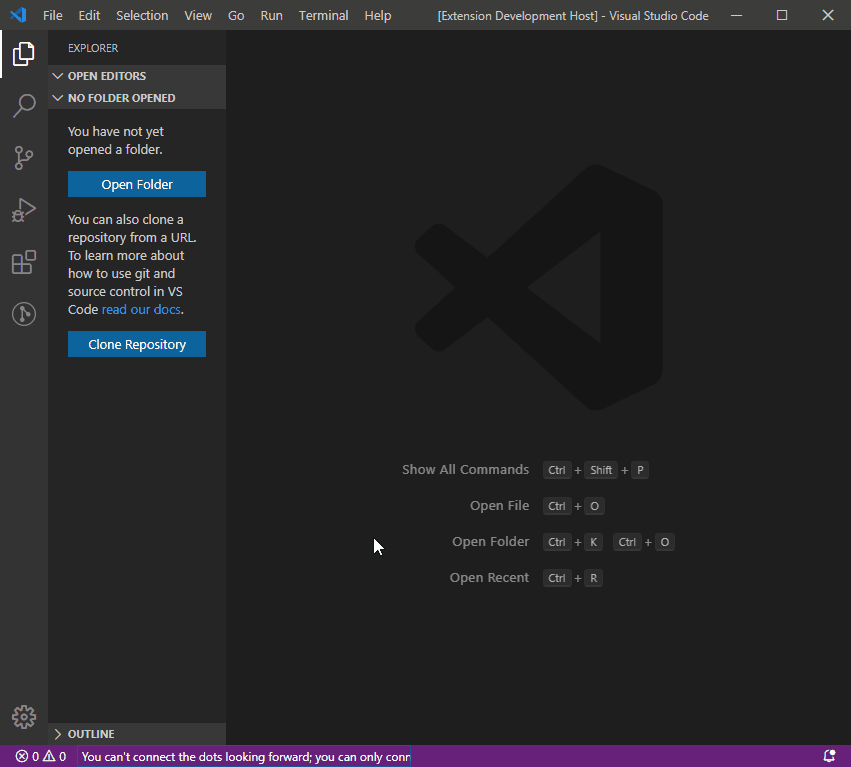 File Edit Selection View Go Run Terminal Help [Extension Development Host] - Visual Studio Code
EXPLORER
OPEN EDITORS
NO FOLDER OPENED
You have not yet
opened a folder.
Open Folder
You can also clone a
repository from a URL.
To learn more about
how to use git and
source control in VS
Code read our docs.
Clone Repository
Show All Commands Ctrl + Shift + P
Open File Ctrl + O
Open Folder Ctrl + K Ctrl + O
Open Recent Ctrl + R
OUTLINE
0 0 You can't connect the dots looking forward; you can only conn